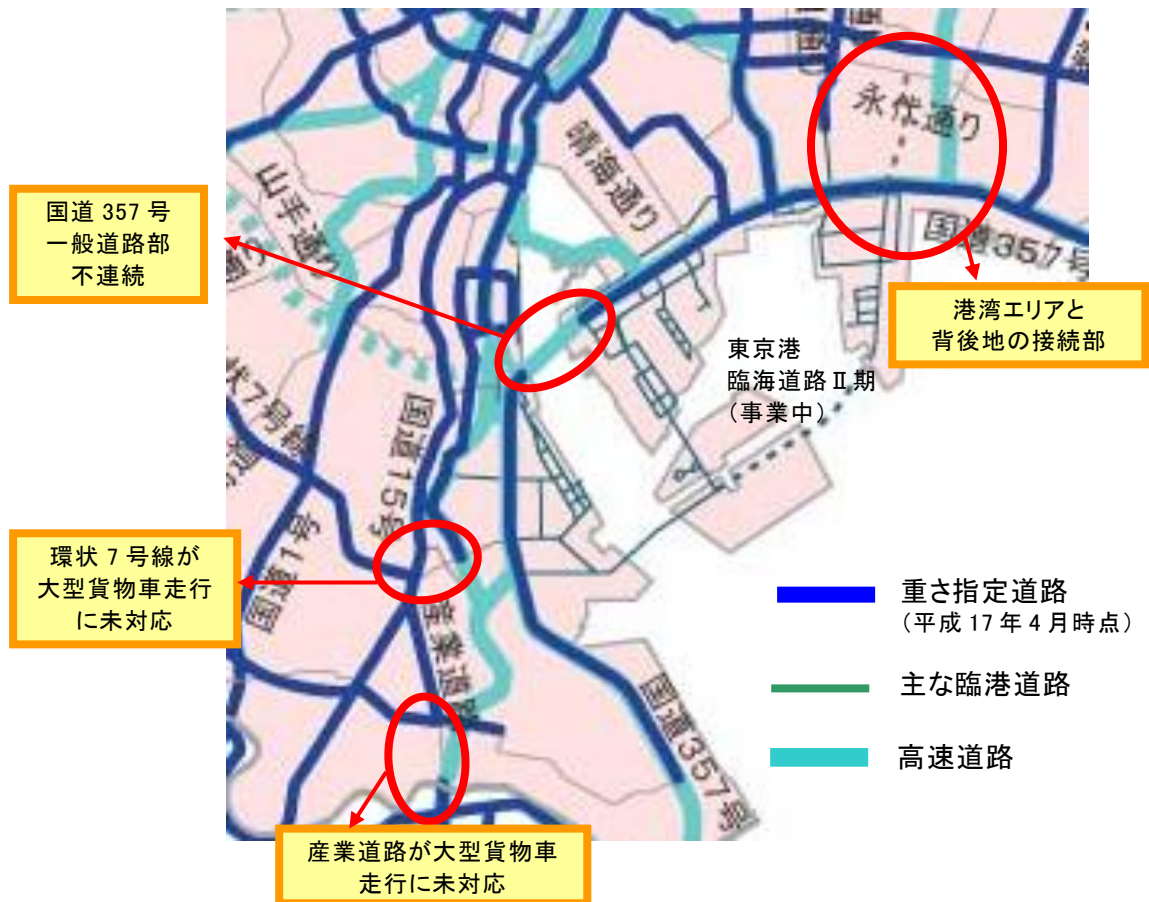 永代通り
晴海通り
山手通り
国道 357 号
一般道路部
不連続
国道357号
港湾エリアと
背後地の接続部
東京港
臨海道路Ⅱ期
(事業中)
状7号線
国道15号
国道1号
環状 7 号線が
大型貨物車走行
に未対応
産業道路
国道357号
重さ指定道路
(平成 17 年 4 月時点)
主な臨港道路
高速道路
産業道路が大型貨物車
走行に未対応